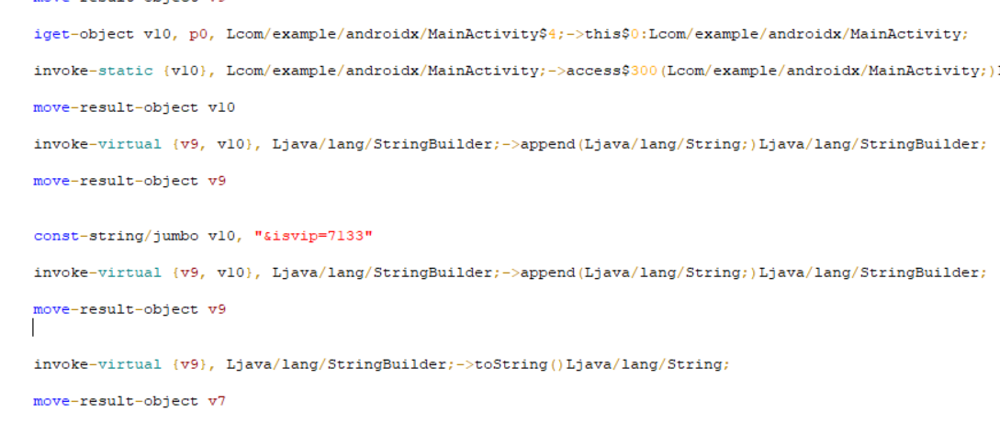 move-result-object v9
iget-object v10, p0, Lcom/example/androidx/MainActivity$4;->this$0:Lcom/example/androidx/MainActivity;
invoke-static {v10}, Lcom/example/androidx/MainActivity;->access$300(Lcom/example/androidx/MainActivity;)
move-result-object v10
invoke-virtual {v9, v10}, Ljava/lang/StringBuilder;->append(Ljava/lang/String;)Ljava/lang/StringBuilder;
move-result-object v9
const-string/jumbo v10, "&isvip=7133"
invoke-virtual {v9, v10}, Ljava/lang/StringBuilder;->append(Ljava/lang/String;)Ljava/lang/StringBuilder;
move-result-object v9
invoke-virtual {v9}, Ljava/lang/StringBuilder;->toString()Ljava/lang/String;
move-result-object v7